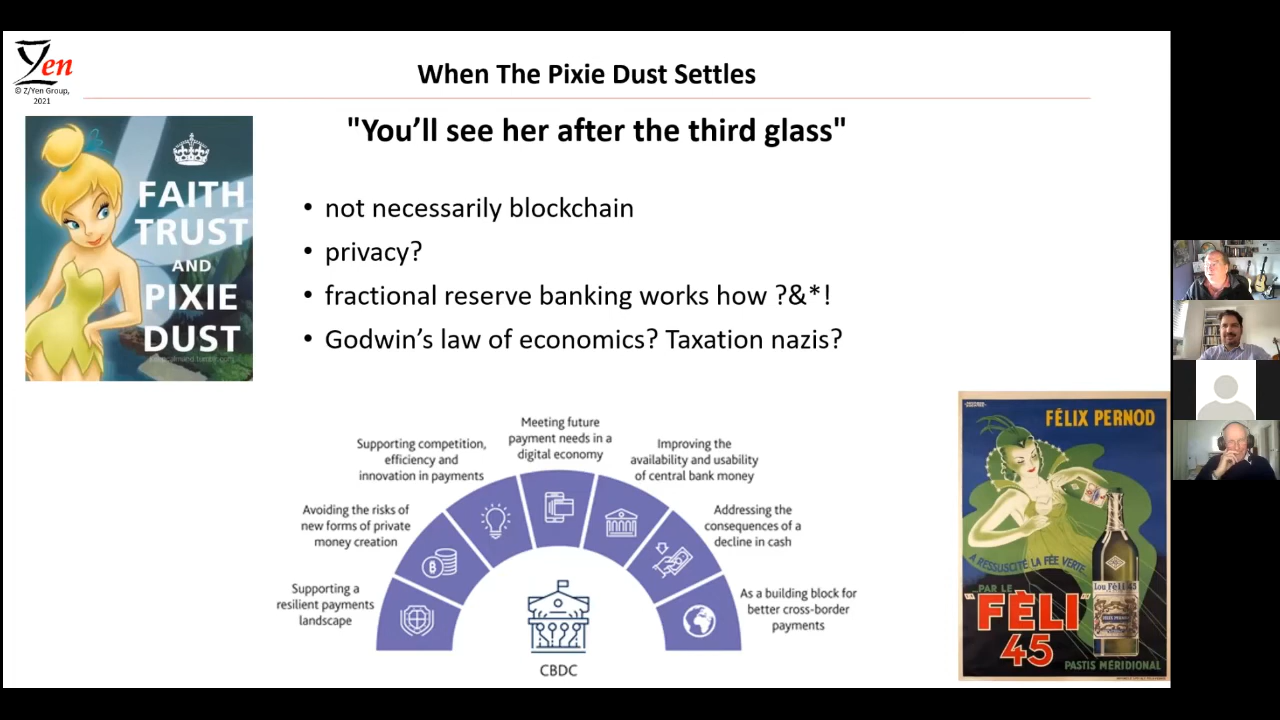 Z/Yen
© Z/Yen Group,
2021
When The Pixie Dust Settles
"You’ll see her after the third glass"
FAITH
TRUST
AND
PIXIE
DUST
• not necessarily blockchain
• privacy?
• fractional reserve banking works how ?&*!
• Godwin’s law of economics? Taxation nazis?
Supporting a
resilient payments
landscape
Avoiding the risks of
new forms of private
money creation
Supporting competition,
efficiency and
innovation in payments
Meeting future
payment needs in a
digital economy
Improving the
availability and usability
of central bank money
Addressing the
consequences of a
decline in cash
As a building block for
better cross-border
payments
CBDC
FÉLIX PERNOD
A RESSUSCITÉ LA FÉE VERTE
PAR LE
"FÉLI"
45
Lou Féli 45
PASTIS MÉRIDIONAL